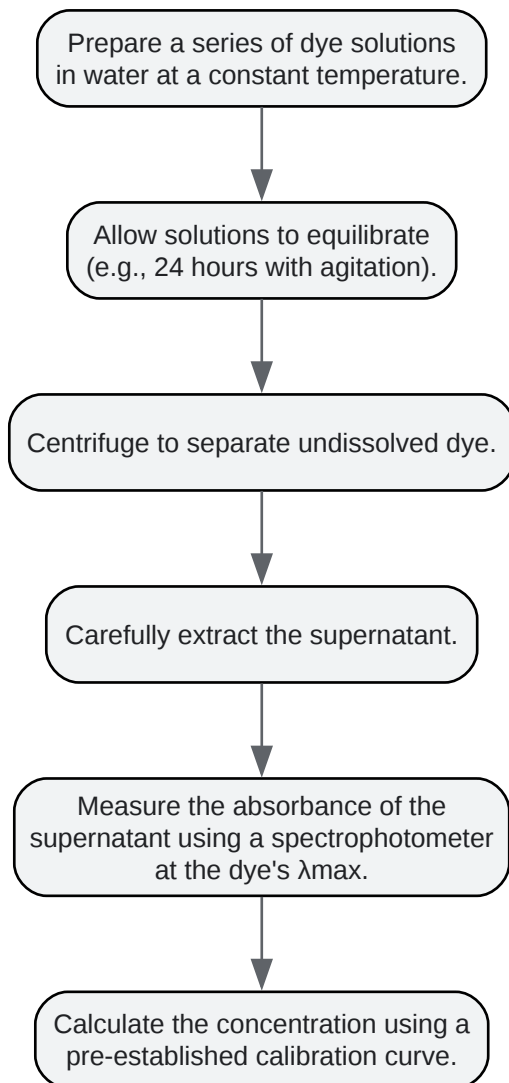 Prepare a series of dye solutions
in water at a constant temperature.
Allow solutions to equilibrate
(e.g., 24 hours with agitation).
Centrifuge to separate undissolved dye.
Carefully extract the supernatant.
Measure the absorbance of the
supernatant using a spectrophotometer
at the dye's λmax.
Calculate the concentration using a
pre-established calibration curve.